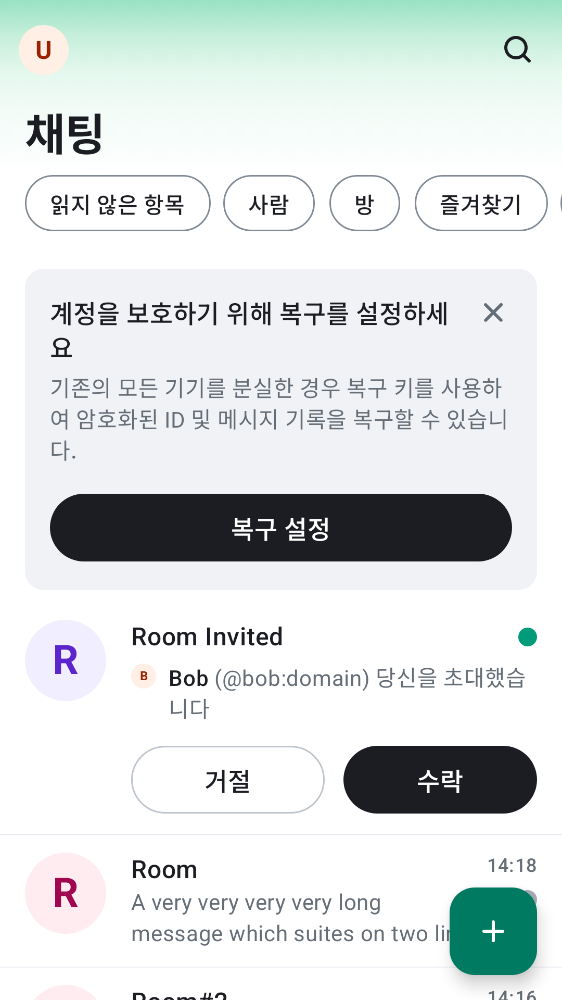 U
채팅
읽지 않은 항목
사람
방
즐겨찾기
계정을 보호하기 위해 복구를 설정하세
요
기존의 모든 기기를 분실한 경우 복구 키를 사용하
여 암호화된 ID 및 메시지 기록을 복구할 수 있습니
다.
복구 설정
R
Room Invited
B
Bob (@bob:domain) 당신을 초대했습
니다
거절
수락
R
Room
14:18
A very very very very long
message which suites on two
Room#2
14:16